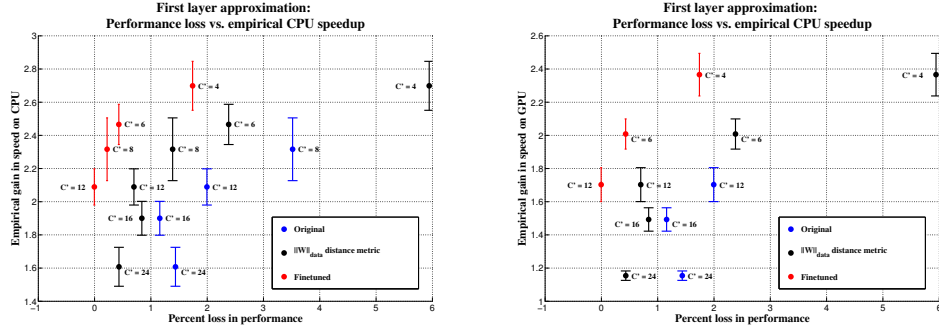 First layer approximation:
Performance loss vs. empirical CPU speedup
Empirical gain in speed on CPU
3
2.8
2.6
2.4
2.2
2
1.8
1.6
1.4
C' = 4
C' = 4
C' = 6
C' = 6
C' = 8
C' = 8
C' = 8
C' = 12
C' = 12
C' = 12
C' = 16
C' = 16
C' = 24
C' = 24
Original
||W||data distance metric
Finetuned
−1 0 1 2 3 4 5 6
Percent loss in performance
First layer approximation:
Performance loss vs. empirical CPU speedup
Empirical gain in speed on GPU
2.6
2.4
2.2
2
1.8
1.6
1.4
1.2
1
C' = 4
C' = 4
C' = 6
C' = 6
C' = 12
C' = 12
C' = 12
C' = 16
C' = 16
C' = 24
C' = 24
Original
||W||data distance metric
Finetuned
−1 0 1 2 3 4 5 6
Percent loss in performance